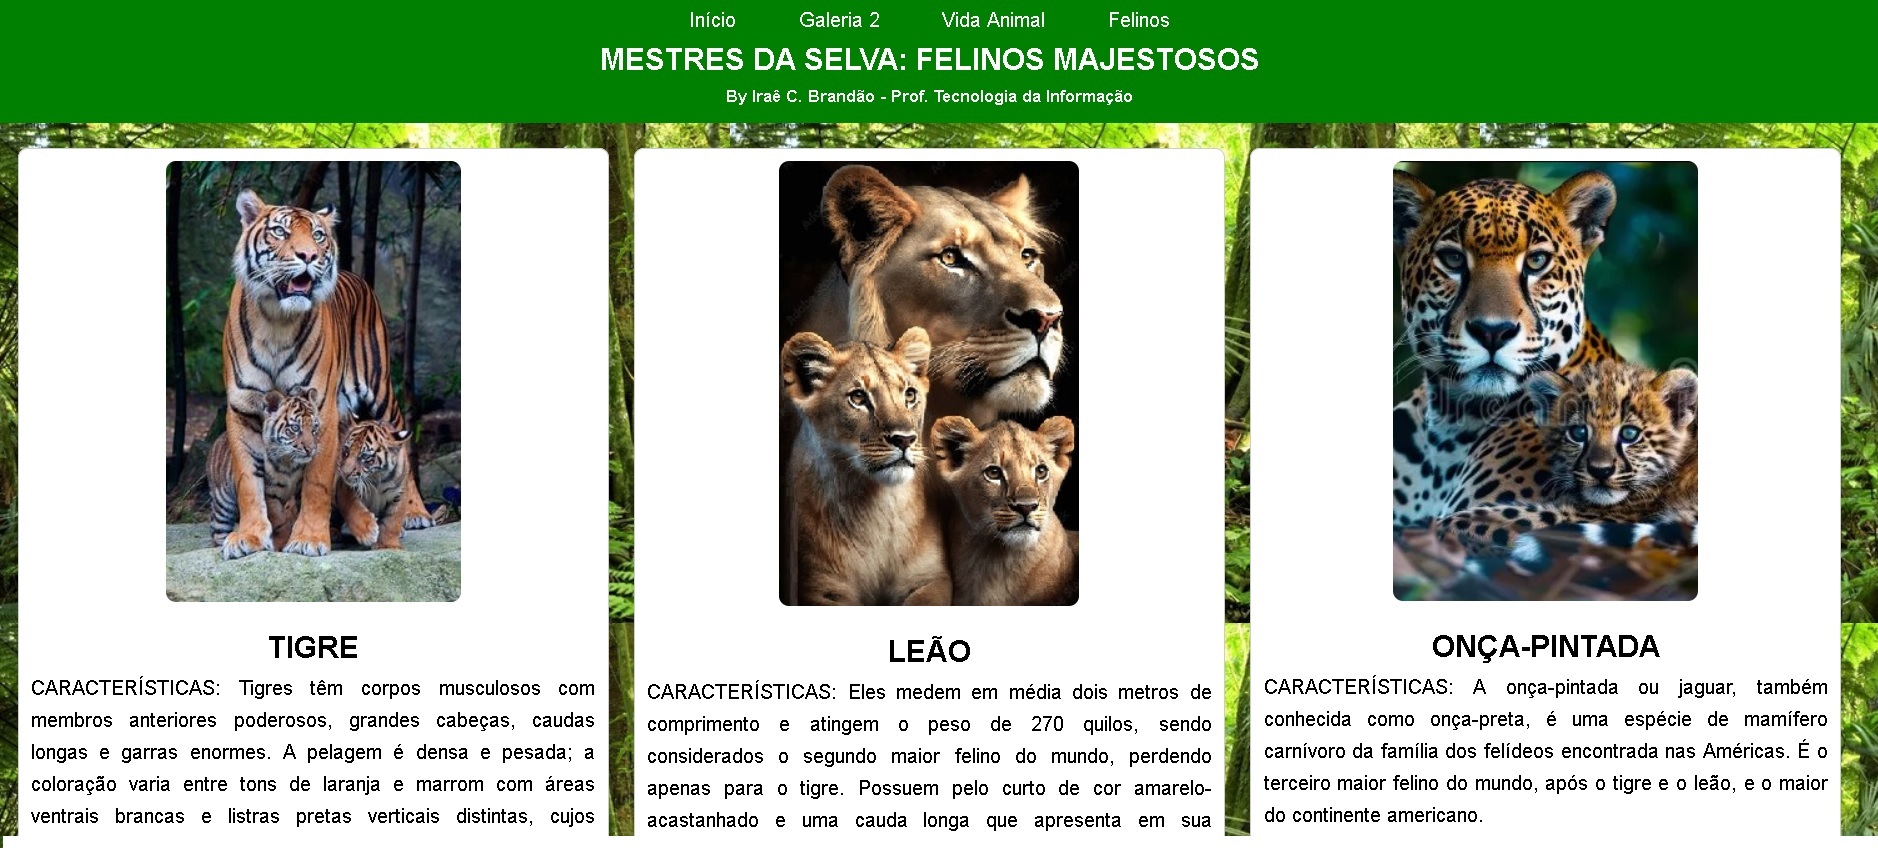 Início Galeria 2 Vida Animal Felinos
MESTRES DA SELVA: FELINOS MAJESTOSOS
By Iraê C. Brandão - Prof. Tecnologia da Informação
TIGRE
CARACTERÍSTICAS: Tigres têm corpos musculosos com
membros anteriores poderosos, grandes cabeças, caudas
longas e garras enormes. A pelagem é densa e pesada; a
coloração varia entre tons de laranja e marrom com áreas
ventrais brancas e listras pretas verticais distintas, cujos
LEÃO
CARACTERÍSTICAS: Eles medem em média dois metros de
comprimento e atingem o peso de 270 quilos, sendo
considerados o segundo maior felino do mundo, perdendo
apenas para o tigre. Possuem pelo curto de cor amarelo-
acastanhado e uma cauda longa que apresenta em sua
ONÇA-PINTADA
CARACTERÍSTICAS: A onça-pintada ou jaguar, também
conhecida como onça-preta, é uma espécie de mamífero
carnívoro da família dos felídeos encontrada nas Américas. É o
terceiro maior felino do mundo, após o tigre e o leão, e o maior
do continente americano.